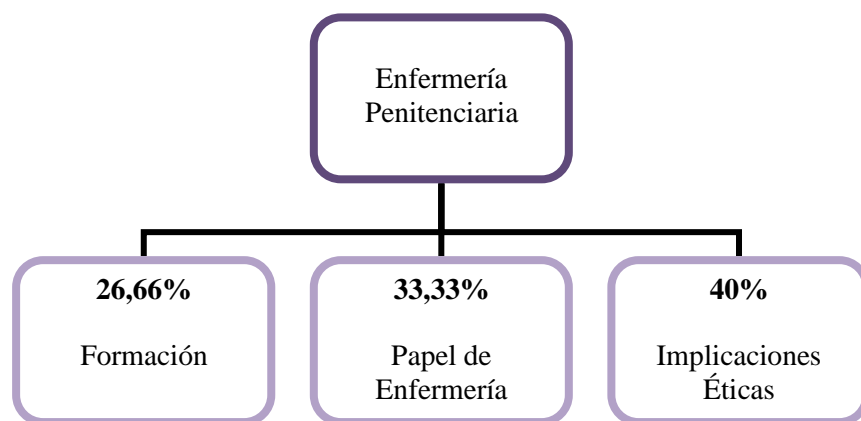 Enfermería
Penitenciaria
26,66%
Formación
33,33%
Papel de
Enfermería
40%
Implicaciones
Éticas